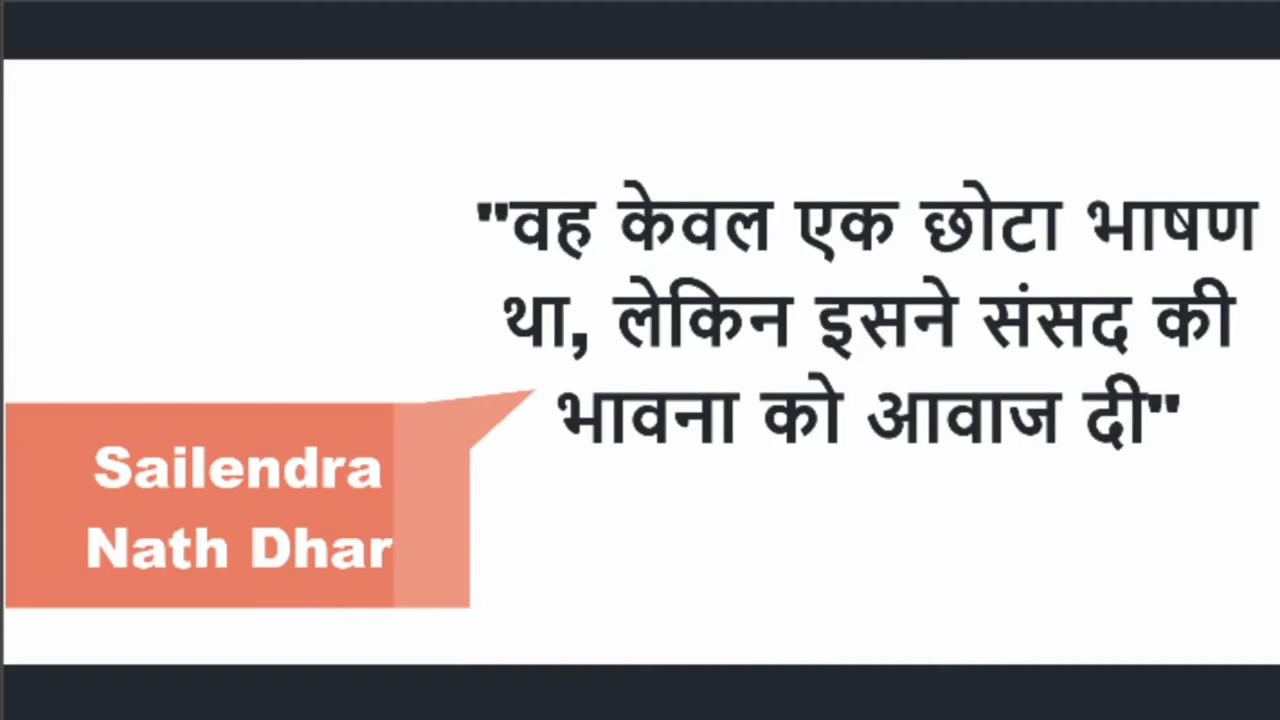 "वह केवल एक छोटा भाषण
था, लेकिन इसने संसद की
भावना को आवाज दी"
Sailendra
Nath Dhar